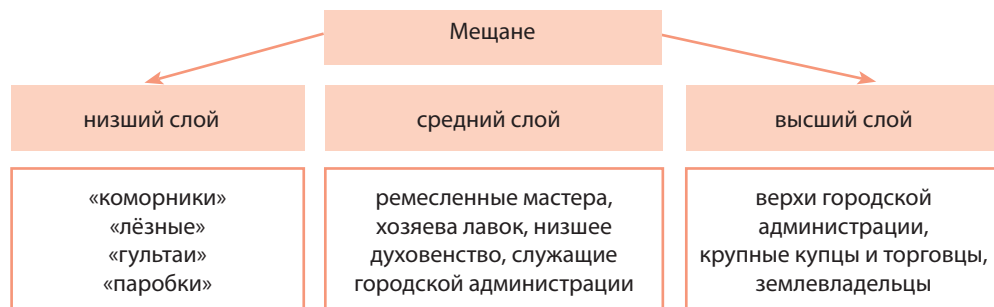 Мещане
низший слой
средний слой
высший слой
«коморники»
«лёзные»
«гультаи»
«паробки»
ремесленные мастера,
хозяева лавок, низшее
духовенство, служащие
городской администрации
верхи городской
администрации,
крупные купцы и торговцы,
землевладельцы